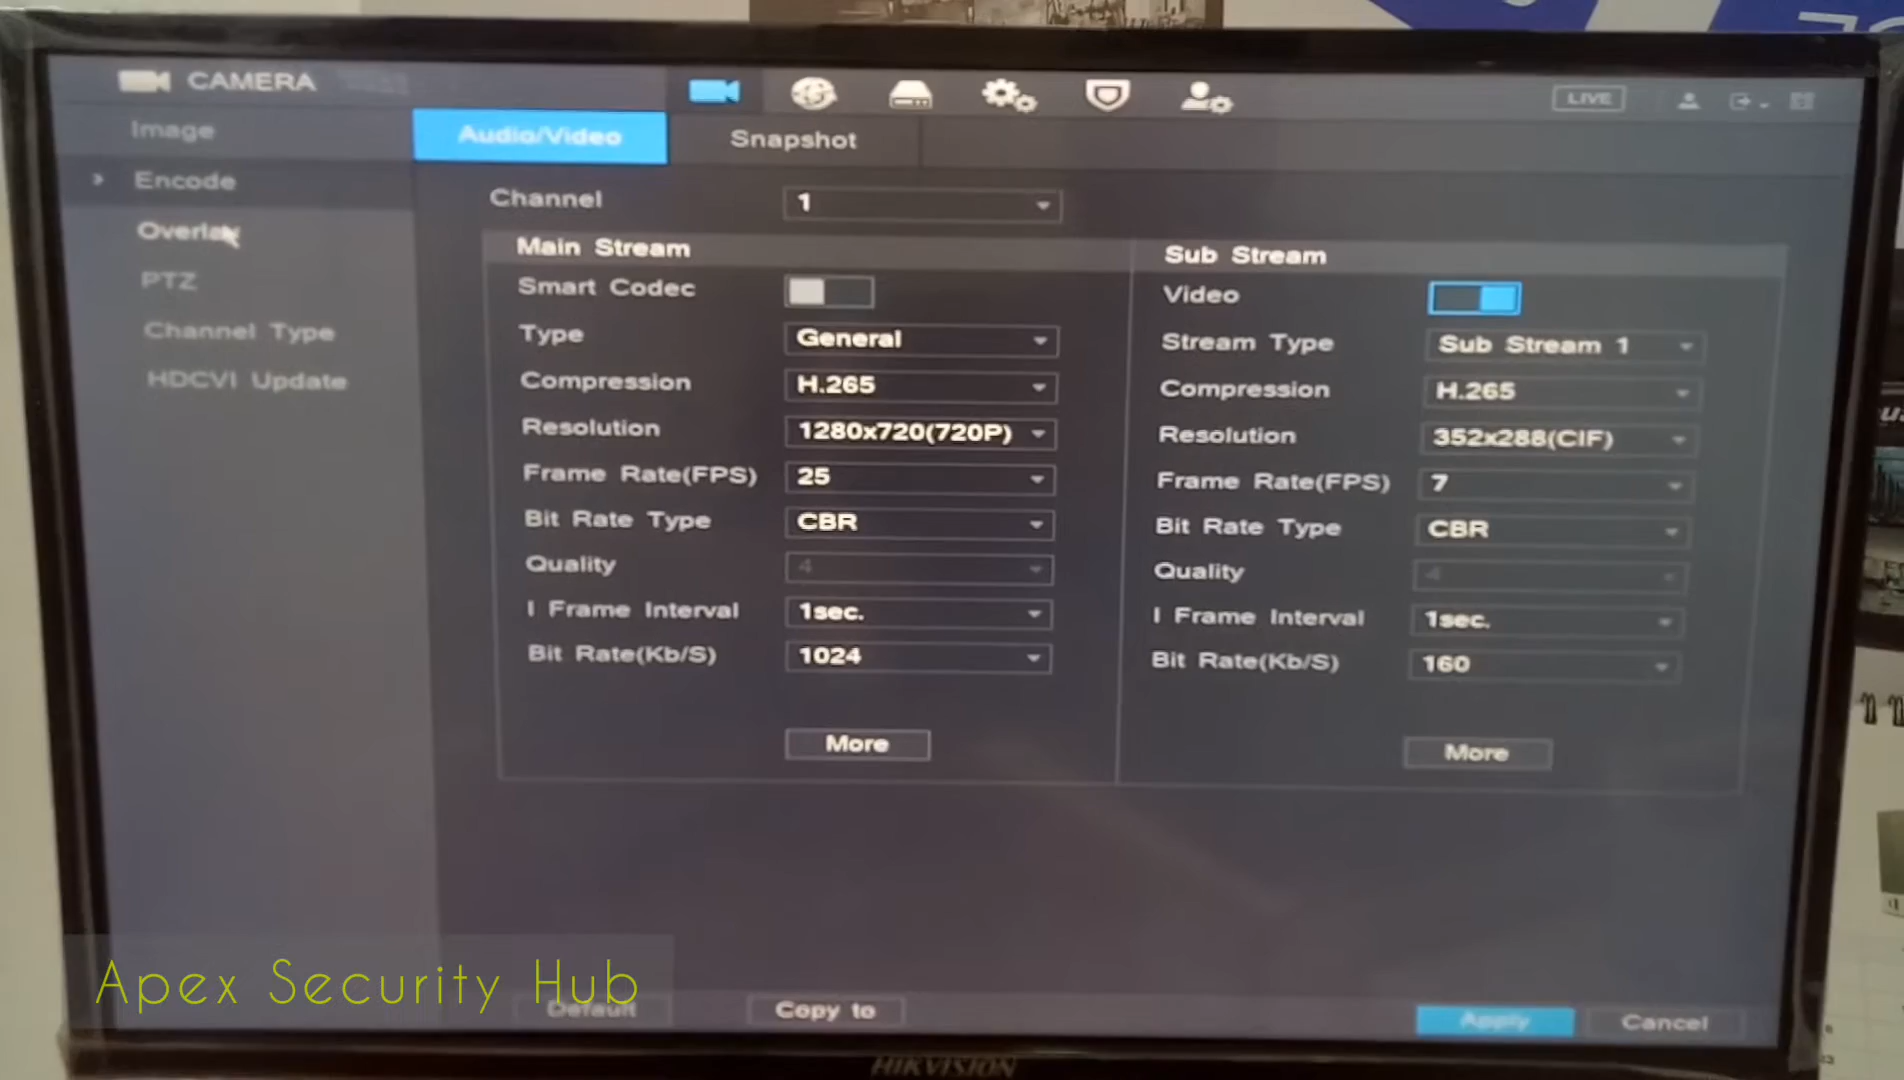 CAMERA
LIVE
Image
Audio/Video
Snapshot
Encode
Overlay
PTZ
Channel Type
HDCVI Update
Channel 1
Main Stream
Smart Codec
Type General
Compression H.265
Resolution 1280x720(720P)
Frame Rate(FPS) 25
Bit Rate Type CBR
Quality 4
I Frame Interval 1sec.
Bit Rate(Kb/S) 1024
More
Sub Stream
Video
Stream Type Sub Stream 1
Compression H.265
Resolution 352x288(CIF)
Frame Rate(FPS) 7
Bit Rate Type CBR
Quality 4
I Frame Interval 1sec.
Bit Rate(Kb/S) 160
More
Default
Copy to
Apply
Cancel
Apex Security Hub
HIKVISION